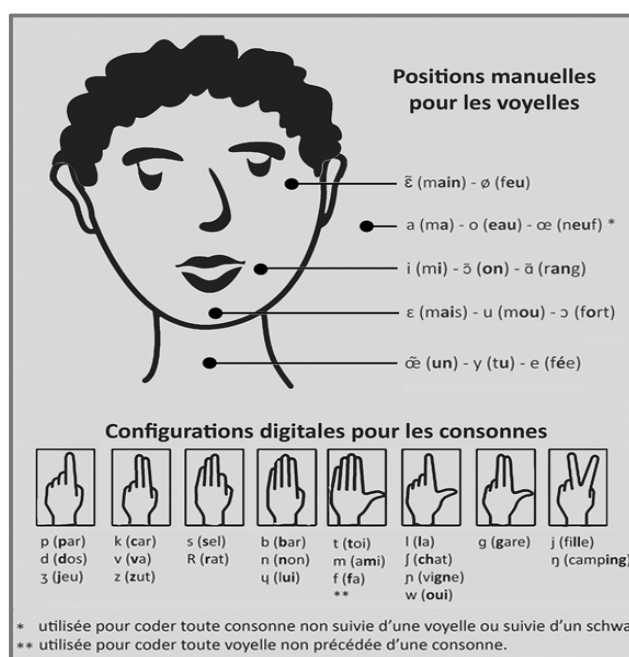 Positions manuelles
pour les voyelles
ɛ̃ (main) - ø (feu)
a (ma) - o (eau) - œ (neuf) *
i (mi) - ɔ̃ (on) - ɑ̃ (rang)
ɛ (mais) - u (mou) - ɔ (fort)
œ̃ (un) - y (tu) - e (fée)
Configurations digitales pour les consonnes
p (par) k (car) s (sel) b (bar) t (toi) l (la) g (gare) j (fille)
d (dos) v (va) R (rat) n (non) m (ami) ʃ (chat) ŋ (camping)
ʒ (jeu) z (zut) ɥ (lui) f (fa) ɲ (vigne)
** w (oui)
* utilisée pour coder toute consonne non suivie d'une voyelle ou suivie d'un schwa
** utilisée pour coder toute voyelle non précédée d'une consonne.